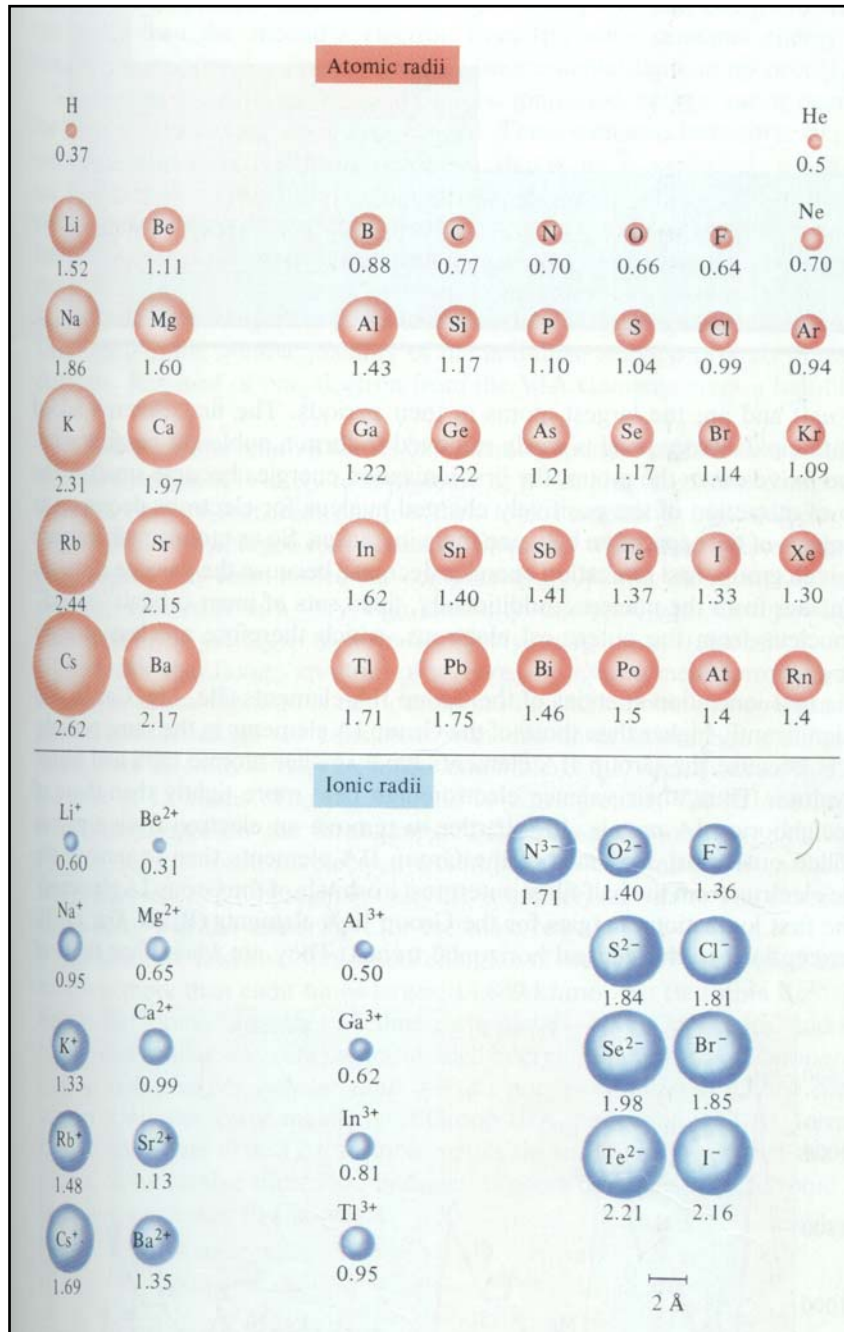 Atomic radii
H
He
0.37
0.5
Li Be B C N O F Ne
1.52 1.11 0.88 0.77 0.70 0.66 0.64 0.70
Na Mg Al Si P S Cl Ar
1.86 1.60 1.43 1.17 1.10 1.04 0.99 0.94
K Ca Ga Ge As Se Br Kr
2.31 1.97 1.22 1.22 1.21 1.17 1.14 1.09
Rb Sr In Sn Sb Te I Xe
2.44 2.15 1.62 1.40 1.41 1.37 1.33 1.30
Cs Ba Tl Pb Bi Po At Rn
2.62 2.17 1.71 1.75 1.46 1.5 1.4 1.4
Ionic radii
Li⁺ Be²⁺ N³⁻ O²⁻ F⁻
0.60 0.31 1.71 1.40 1.36
Na⁺ Mg²⁺ Al³⁺ S²⁻ Cl⁻
0.95 0.65 0.50 1.84 1.81
K⁺ Ca²⁺ Ga³⁺ Se²⁻ Br⁻
1.33 0.99 0.62 1.98 1.85
Rb⁺ Sr²⁺ In³⁺ Te²⁻ I⁻
1.48 1.13 0.81 2.21 2.16
Cs⁺ Ba²⁺ Tl³⁺
1.69 1.35 0.95
2 Å